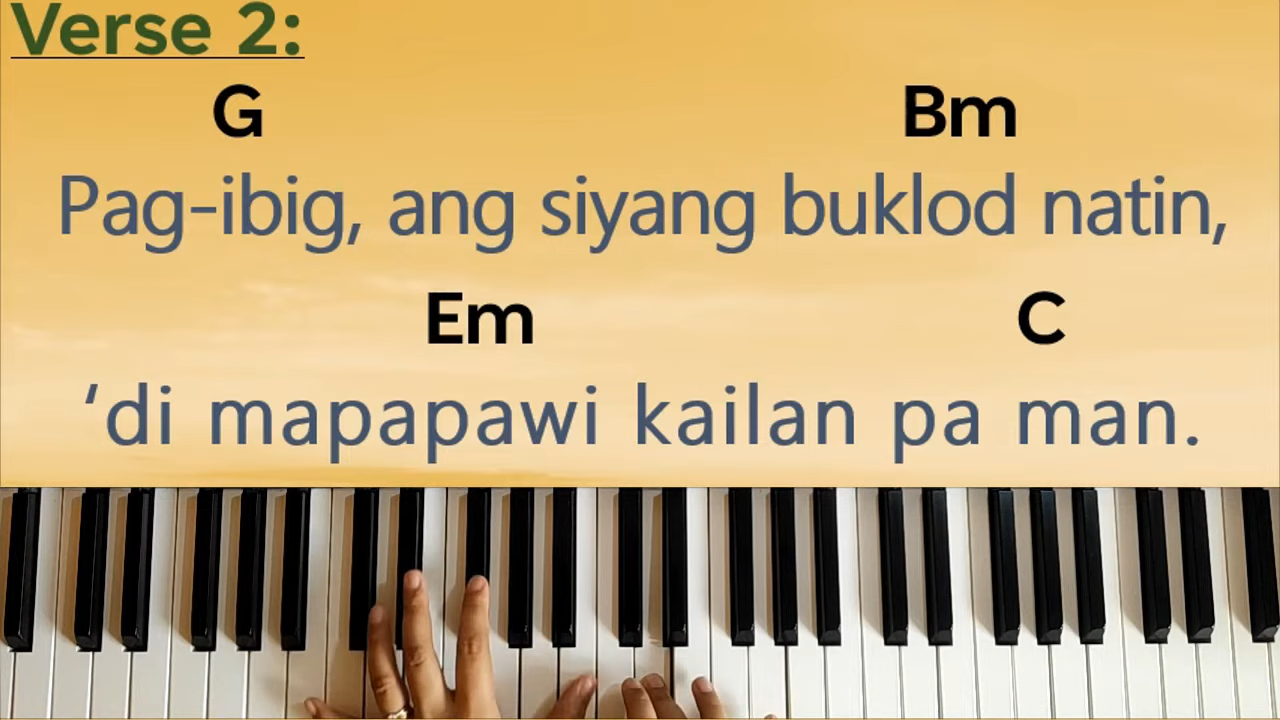 Verse 2:
G Bm
Pag-ibig, ang siyang buklod natin,
Em C
‘di mapapawi kailan pa man.